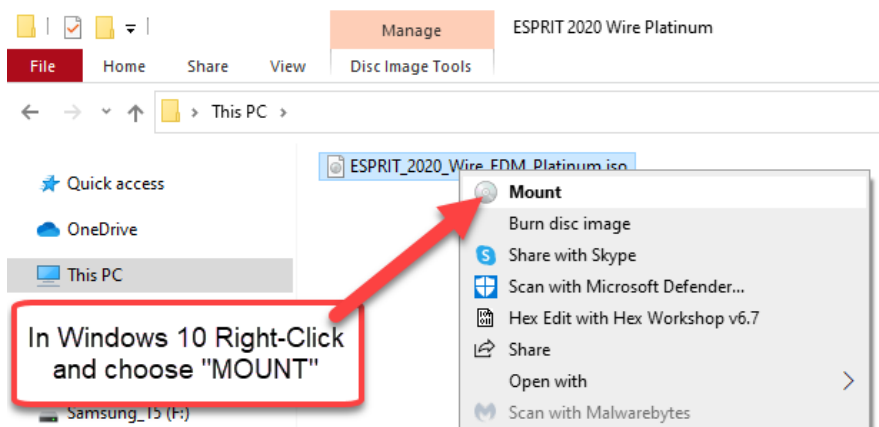 Manage
ESPRIT 2020 Wire Platinum
File
Home
Share
View
Disc Image Tools
This PC
ESPRIT_2020_Wire_EDM_Platinum.iso
Quick access
OneDrive
This PC
In Windows 10 Right-Click
and choose "MOUNT"
Samsung_T5 (F:)
Mount
Burn disc image
Share with Skype
Scan with Microsoft Defender...
Hex Edit with Hex Workshop v6.7
Share
Open with
Scan with Malwarebytes